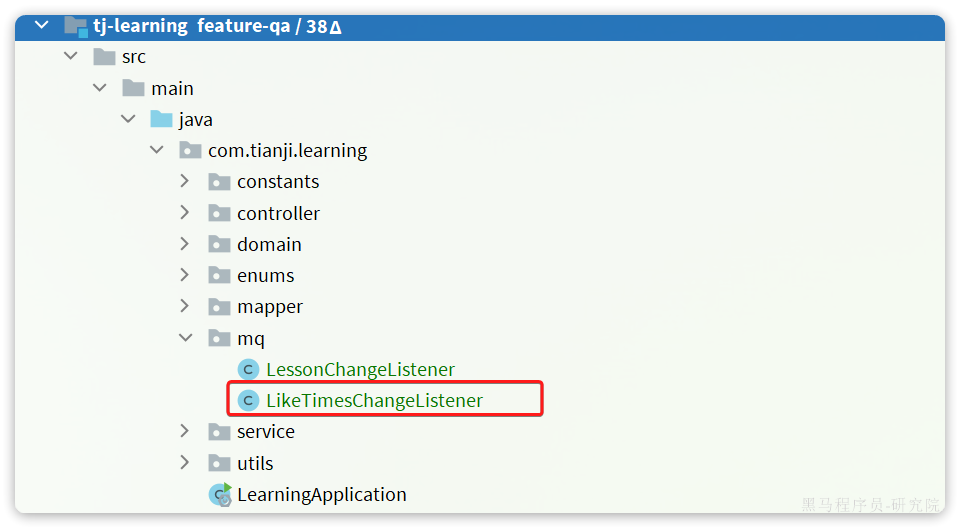 tj-learning feature-qa / 38Δ
src
main
java
com.tianji.learning
constants
controller
domain
enums
mapper
mq
C LessonChangeListener
C LikeTimesChangeListener
service
utils
C LearningApplication
黑马程序员-研究院